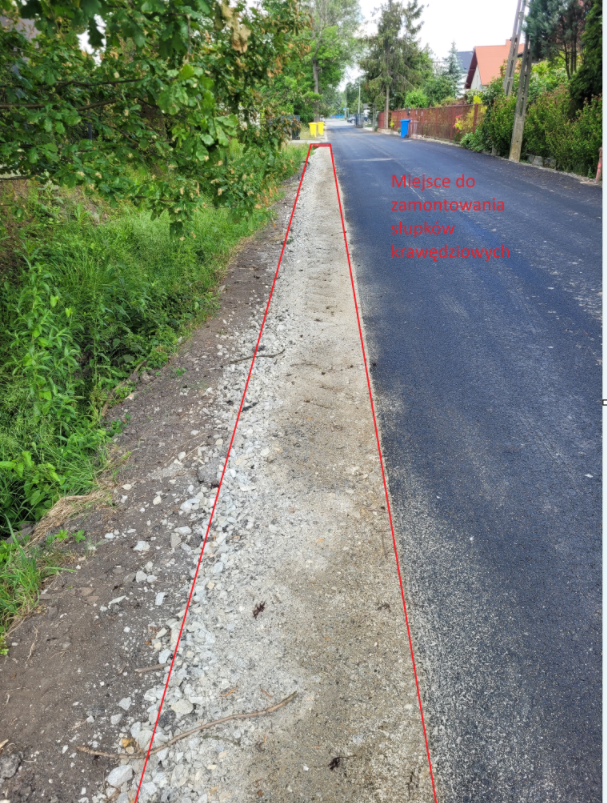 Miejsce do
zamontowania
słupków
krawędziowych